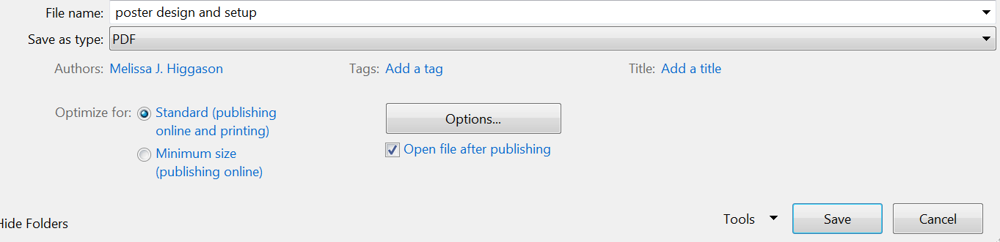 File name: poster design and setup
Save as type: PDF
Authors: Melissa J. Higgason Tags: Add a tag Title: Add a title
Optimize for: Standard (publishing
online and printing)
Minimum size
(publishing online)
Options...
Open file after publishing
Hide Folders Tools Save Cancel